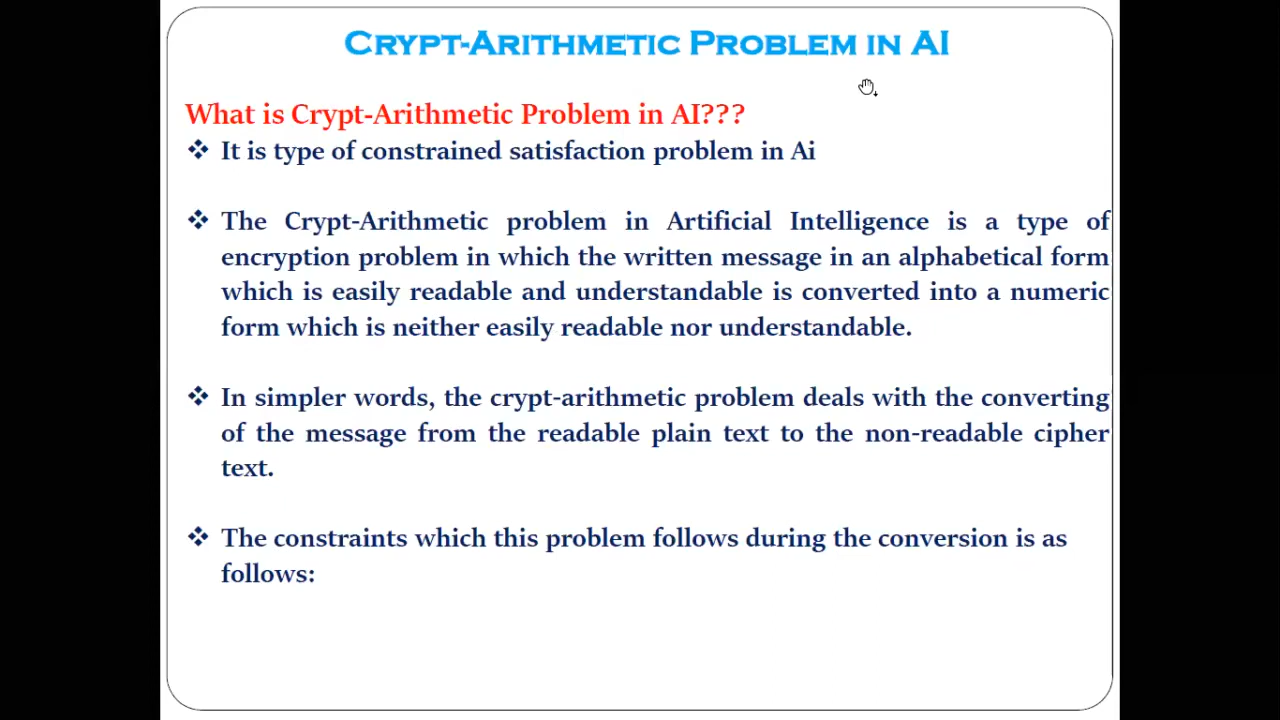 CRYPT-ARITHMETIC PROBLEM IN AI
What is Crypt-Arithmetic Problem in AI???
❖ It is type of constrained satisfaction problem in Ai
❖ The Crypt-Arithmetic problem in Artificial Intelligence is a type of
encryption problem in which the written message in an alphabetical form
which is easily readable and understandable is converted into a numeric
form which is neither easily readable nor understandable.
❖ In simpler words, the crypt-arithmetic problem deals with the converting
of the message from the readable plain text to the non-readable cipher
text.
❖ The constraints which this problem follows during the conversion is as
follows: